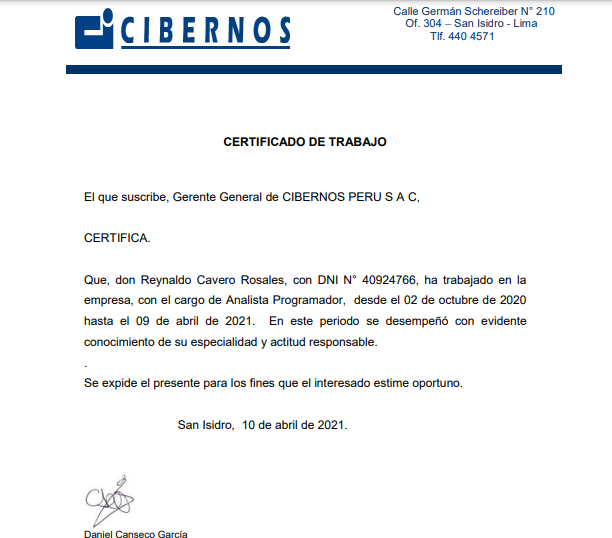 CIBERNOS
Calle Germán Schereiber N° 210
Of. 304 – San Isidro - Lima
Tlf. 440 4571
CERTIFICADO DE TRABAJO
El que suscribe, Gerente General de CIBERNOS PERU S A C,
CERTIFICA.
Que, don Reynaldo Cavero Rosales, con DNI N° 40924766, ha trabajado en la
empresa, con el cargo de Analista Programador, desde el 02 de octubre de 2020
hasta el 09 de abril de 2021. En este periodo se desempeñó con evidente
conocimiento de su especialidad y actitud responsable.
.
Se expide el presente para los fines que el interesado estime oportuno.
San Isidro, 10 de abril de 2021.
Daniel Canseco García